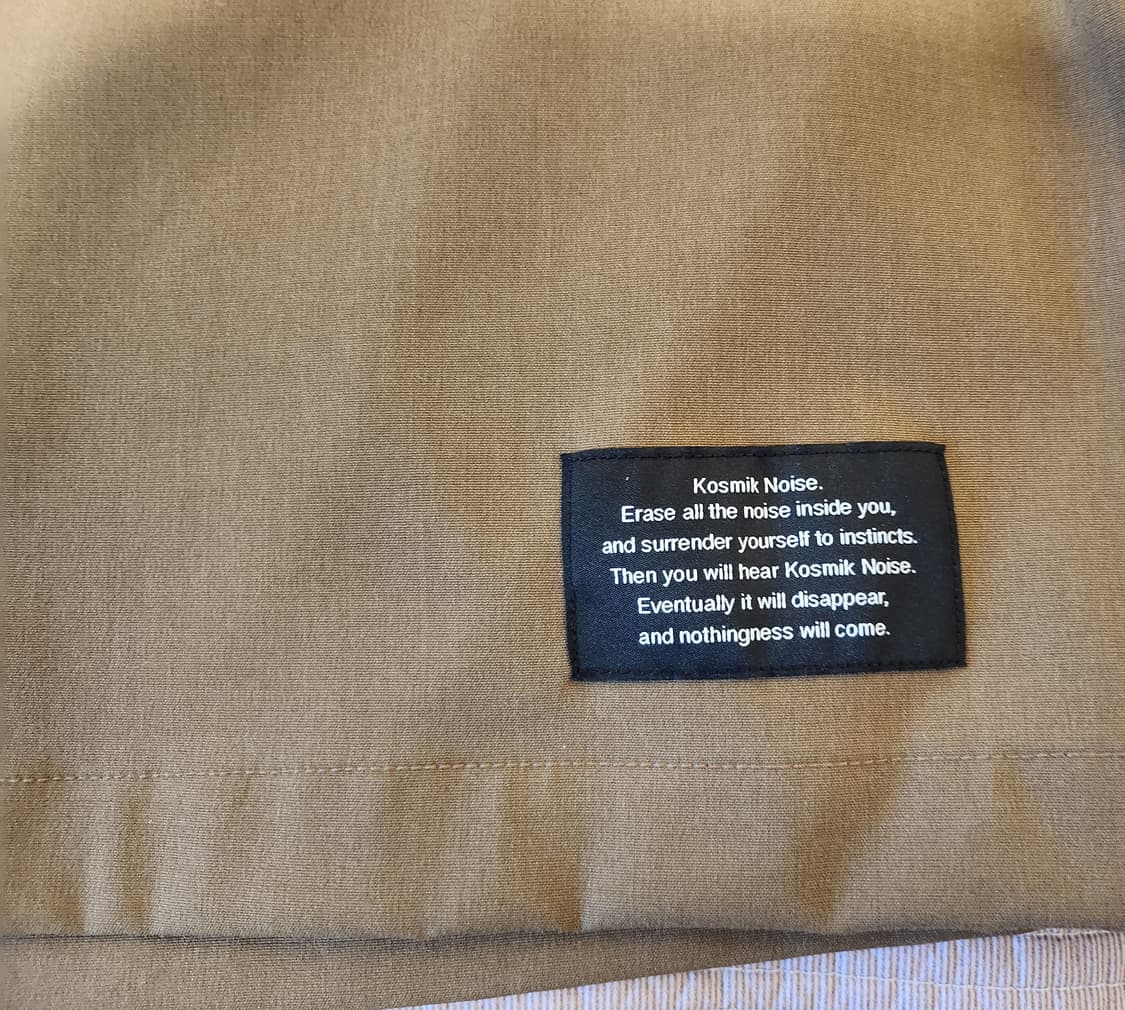 Kosmik Noise.
Erase all the noise inside you,
and surrender yourself to instincts.
Then you will hear Kosmik Noise.
Eventually it will disappear,
and nothingness will come.